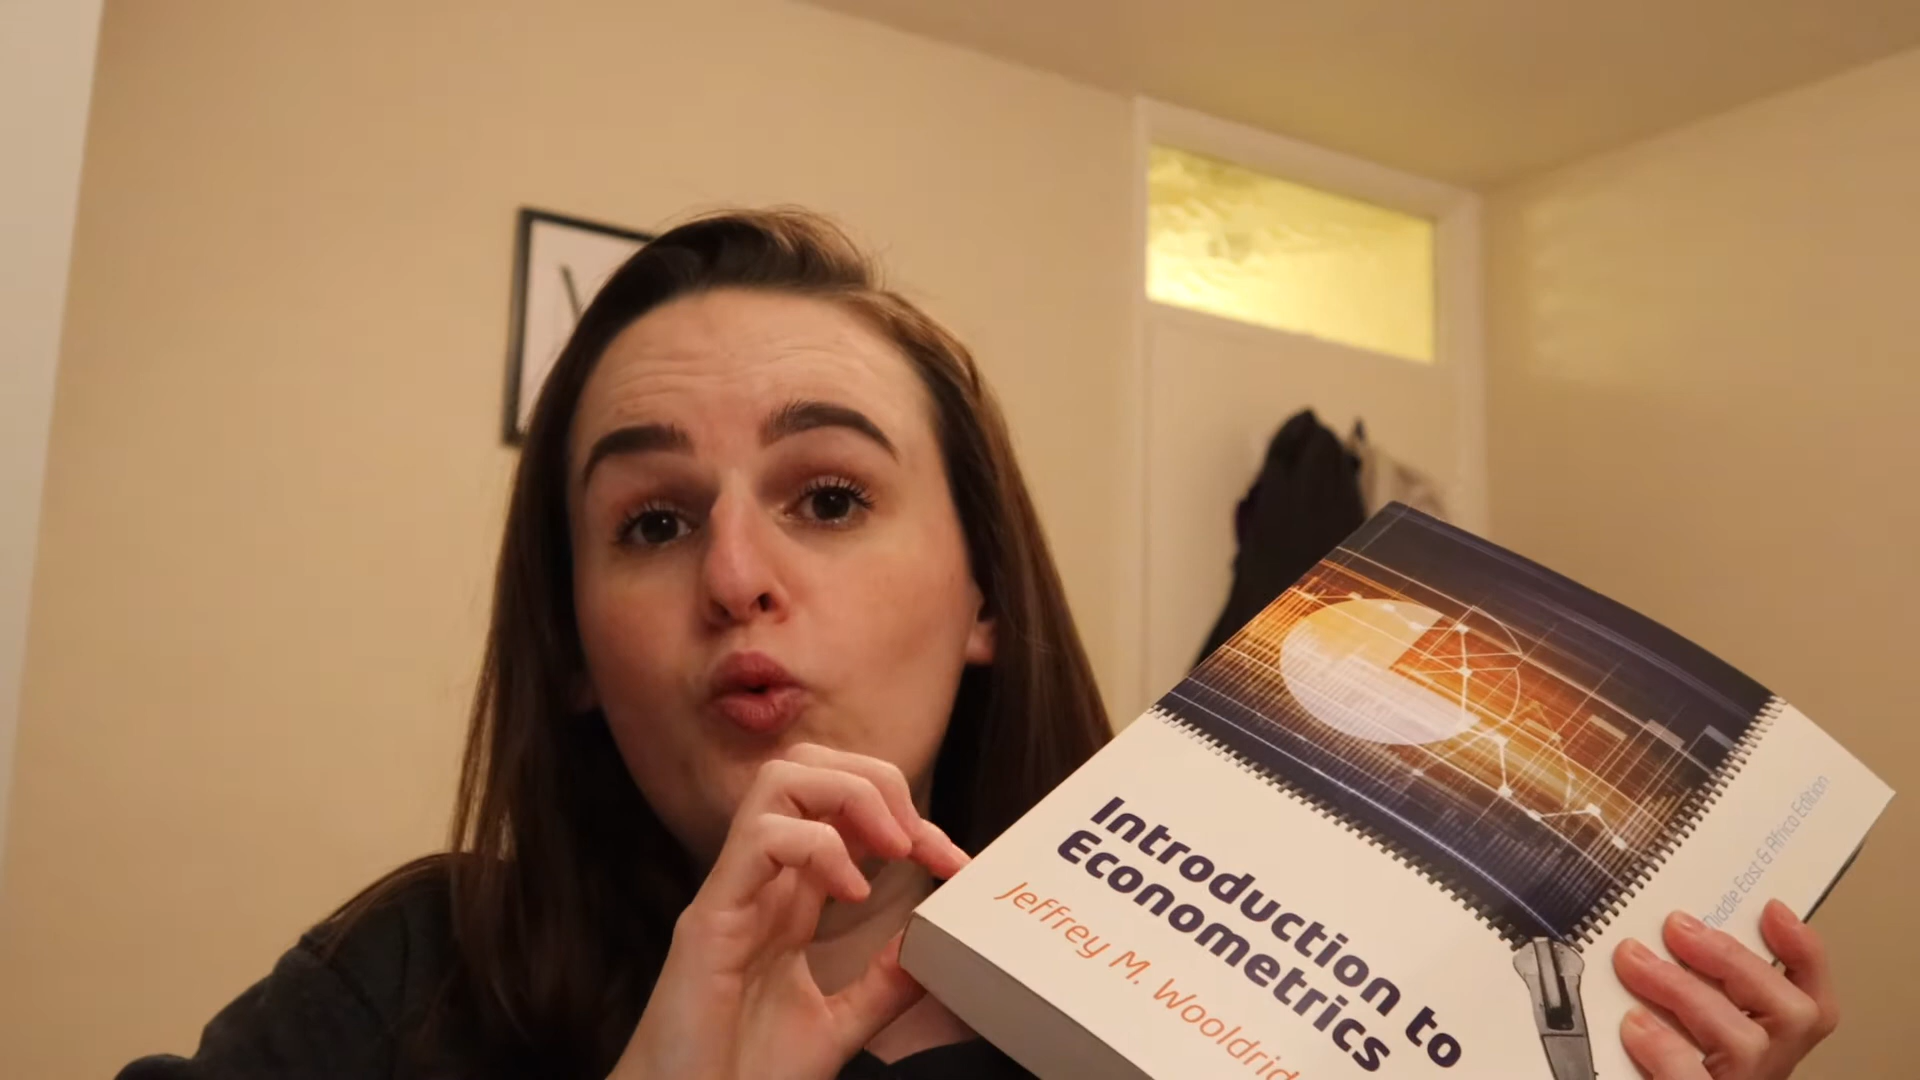 Introduction to
Econometrics
Jeffrey M. Wooldrid
Middle East & Africa Edition